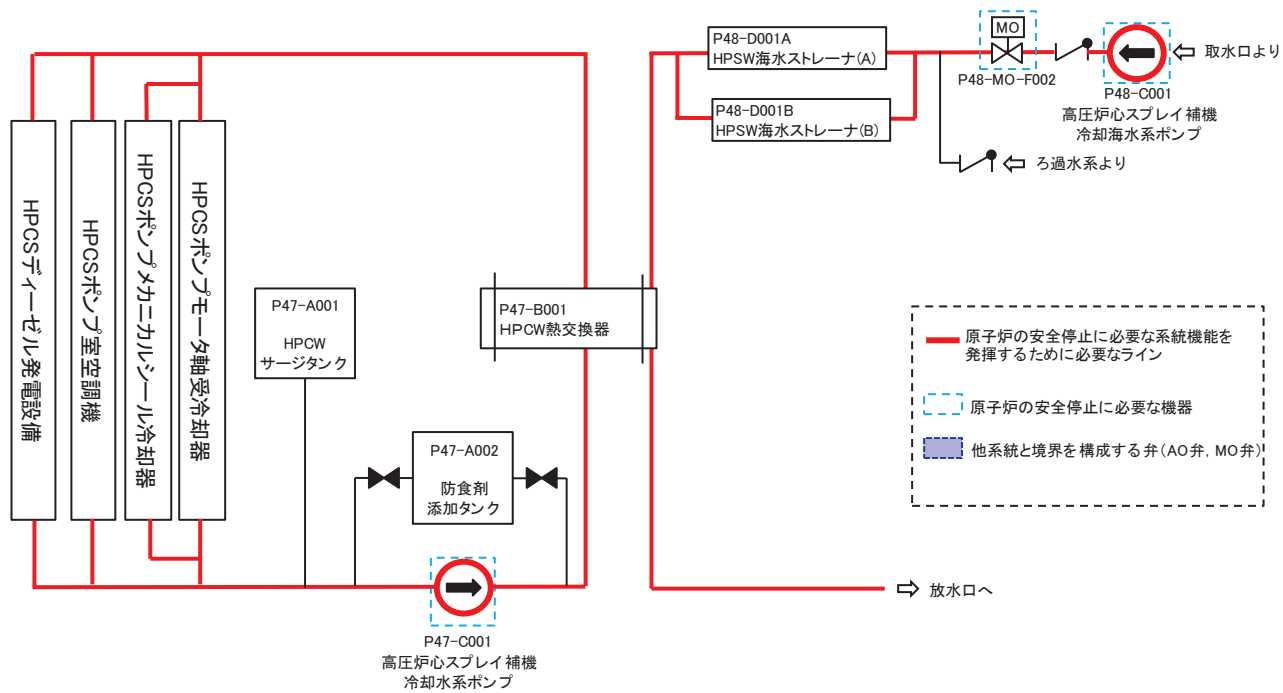 P48-D001A
HPSW海水ストレーナ(A)
P48-D001B
HPSW海水ストレーナ(B)
MO
P48-MO-F002
取水口より
P48-C001
高圧炉心スプレイ補機
冷却海水系ポンプ
ろ過水系より
HPCSディーゼル発電設備
HPCSポンプ室空調機
HPCSポンプメカニカルシール冷却器
HPCSポンプモータ軸受冷却器
P47-A001
HPCW
サージタンク
P47-B001
HPCW熱交換器
P47-A002
防食剤
添加タンク
P47-C001
高圧炉心スプレイ補機
冷却水系ポンプ
放水口へ
原子炉の安全停止に必要な系統機能を
発揮するために必要なライン
原子炉の安全停止に必要な機器
他系統と境界を構成する弁(AO弁, MO弁)